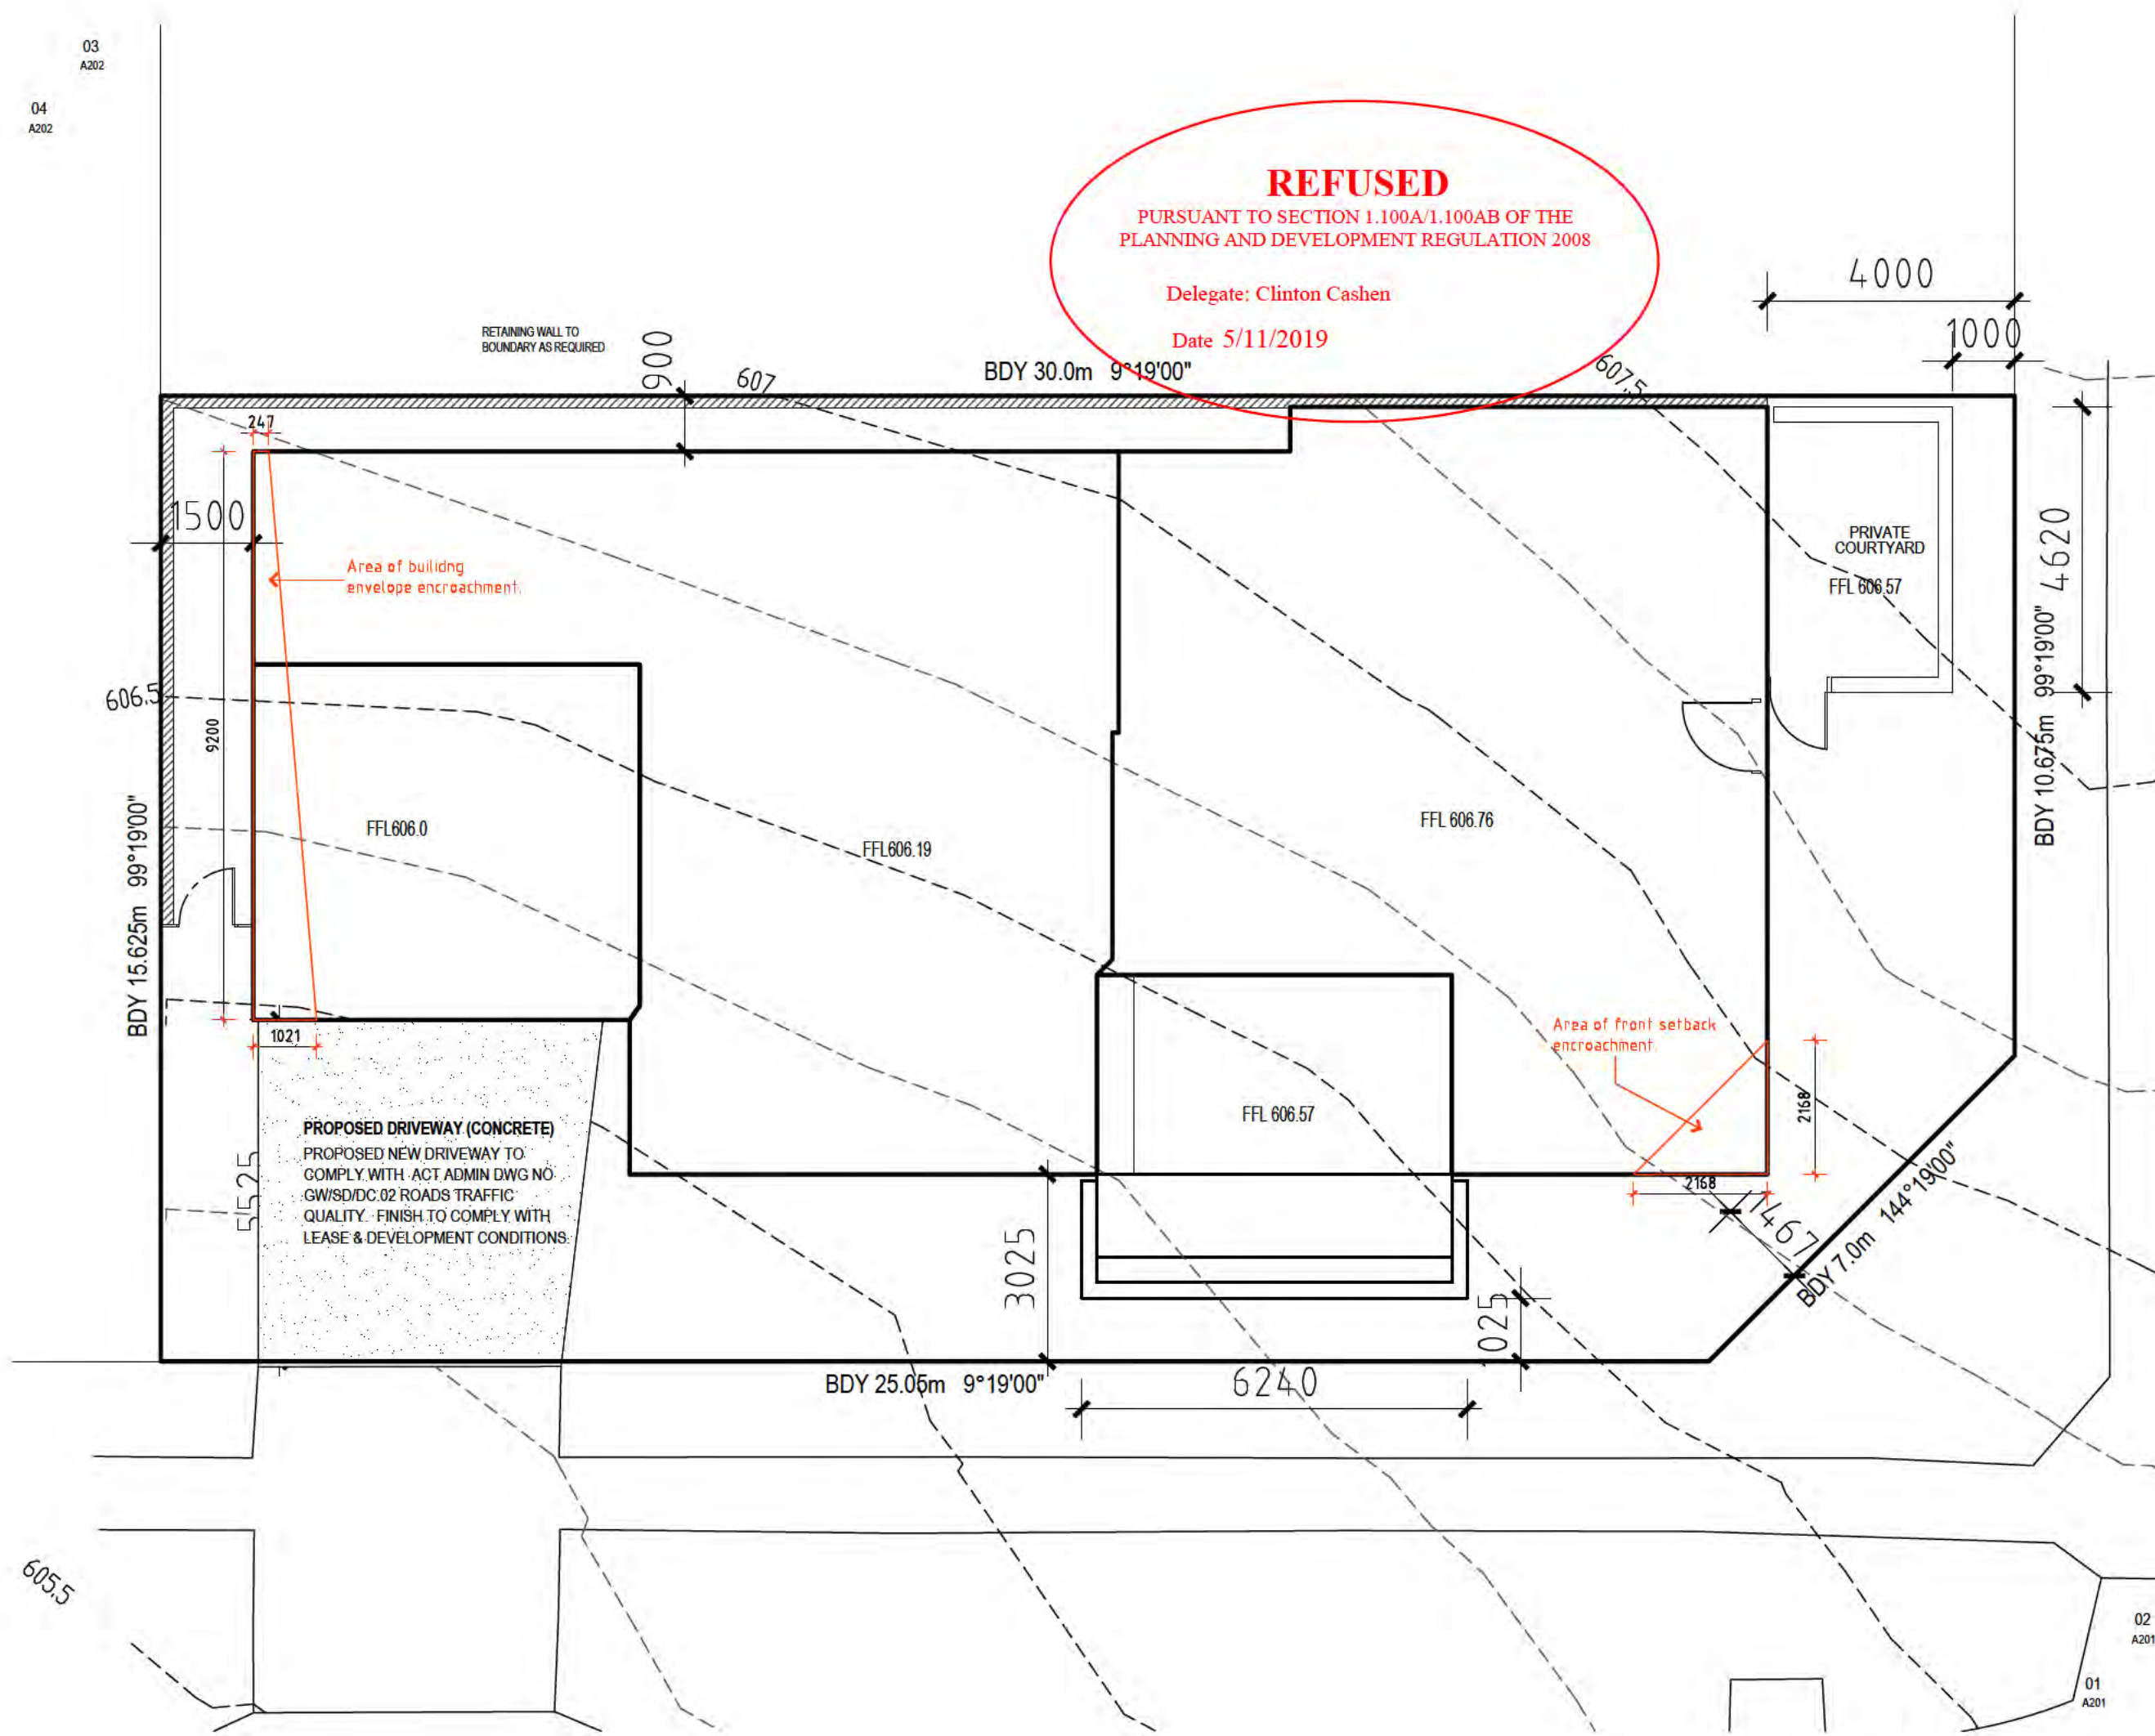 03
A202
04
A202
REFUSED
PURSUANT TO SECTION 1.100A/1.100AB OF THE
PLANNING AND DEVELOPMENT REGULATION 2008
Delegate: Clinton Cashen
Date 5/11/2019
4000
1000
RETAINING WALL TO
BOUNDARY AS REQUIRED
900
607
BDY 30.0m 9°19'00"
607.5
247
1500
Area of builidng
envelope encroachment.
PRIVATE
COURTYARD
FFL 606.57
4620
BDY 10.675m 99°19'00"
606.5
9200
FFL606.0
FFL606.19
FFL 606.76
BDY 15.625m 99°19'00"
1021
Area of front setback
encroachment.
2168
2168
1467
BDY 7.0m 144°19'00"
FFL 606.57
PROPOSED DRIVEWAY (CONCRETE)
PROPOSED NEW DRIVEWAY TO
COMPLY WITH ACT ADMIN DWG NO
GW/SD/DC.02 ROADS TRAFFIC
QUALITY. FINISH TO COMPLY WITH
LEASE & DEVELOPMENT CONDITIONS.
5525
3025
1025
6240
BDY 25.05m 9°19'00"
605.5
02
A201
01
A201